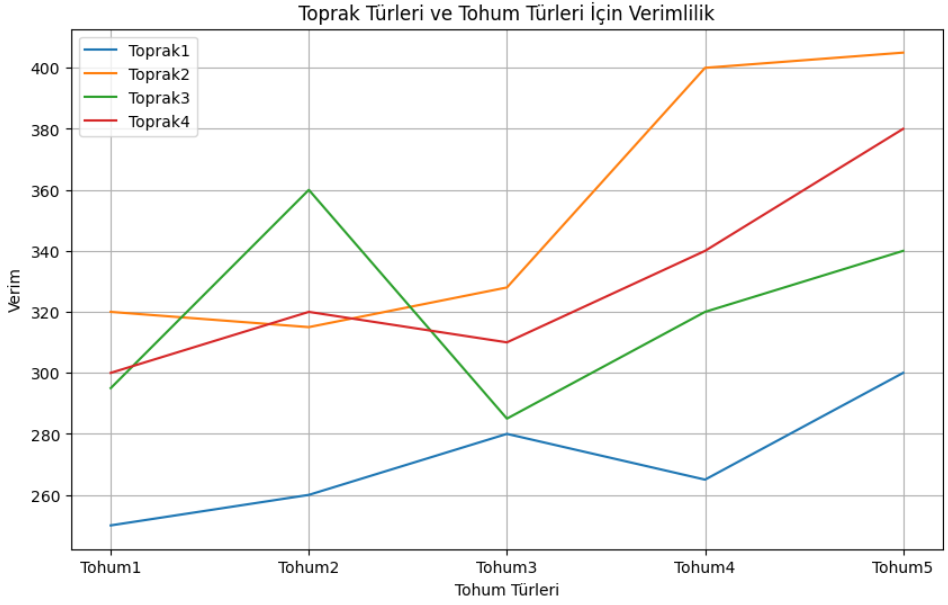 Toprak Türleri ve Tohum Türleri İçin Verimlilik
Toprak1
Toprak2
Toprak3
Toprak4
400
380
360
340
320
300
280
260
Verim
Tohum1
Tohum2
Tohum3
Tohum4
Tohum5
Tohum Türleri